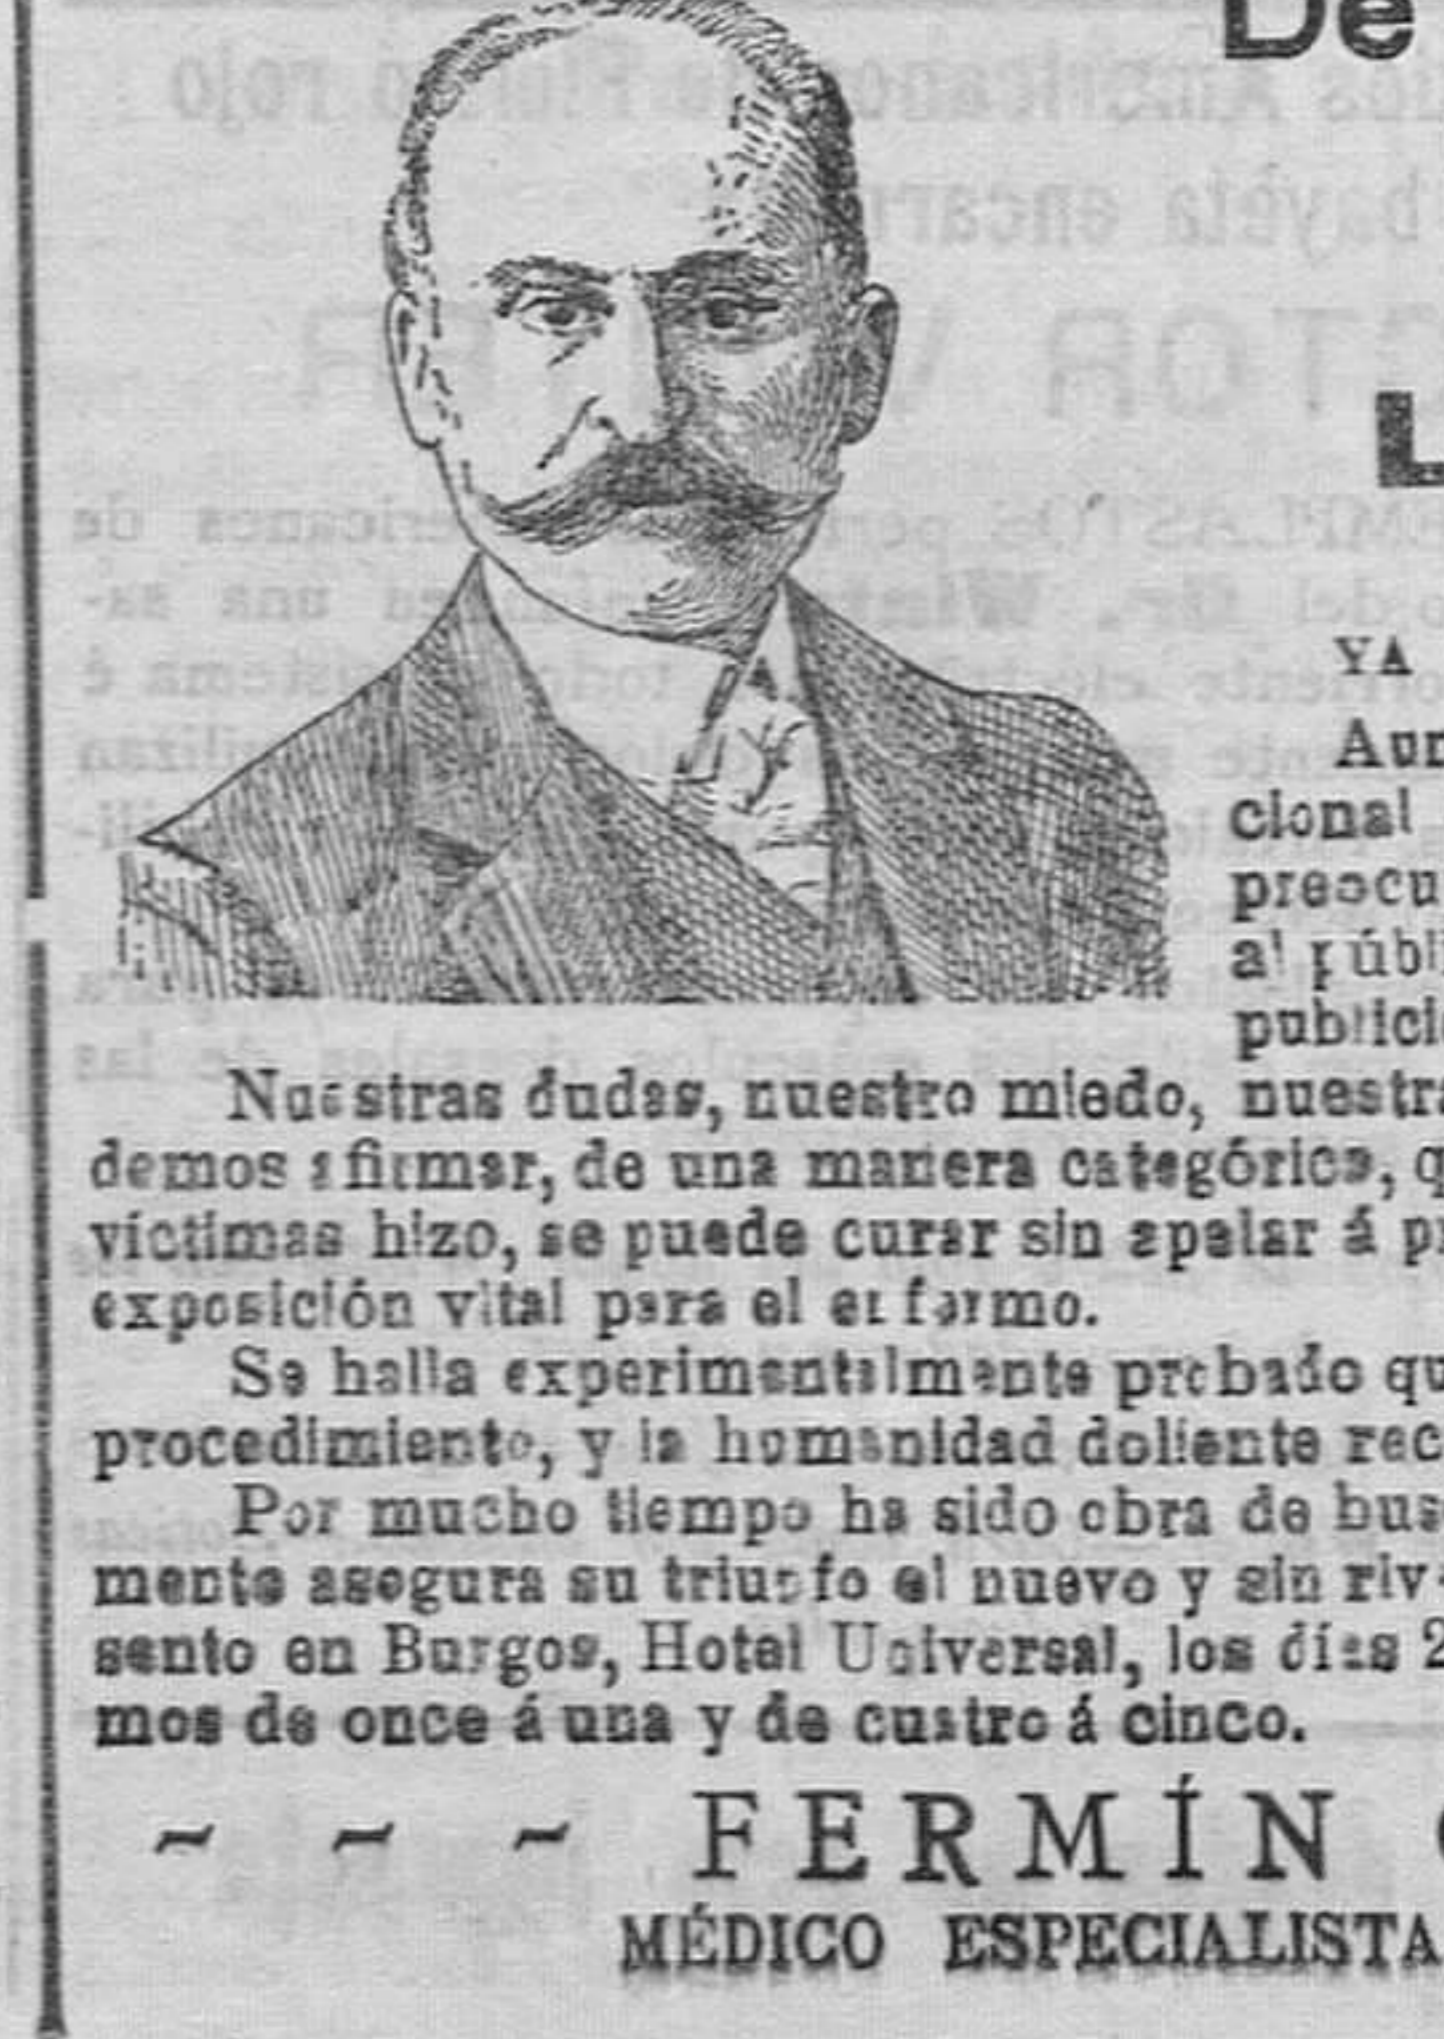 De
L
YA
Aun
cional
preocu
al públi
publici
Nuestras dudas, nuestro miedo, nuestra
demos afirmar, de una manera categórica, q
víctimas hizo, se puede curar sin apelar á pr
exposición vital para el enfermo.
Se halla experimentalmente probado qu
procedimiento, y la humanidad doliente rec
Por mucho tiempo ha sido obra de bus
mente asegura su triunfo el nuevo y sin riv
sento en Burgos, Hotel Universal, los días 2
mos de once á una y de cuatro á cinco.
~ ~ ~ FERMÍN
MÉDICO ESPECIALISTA